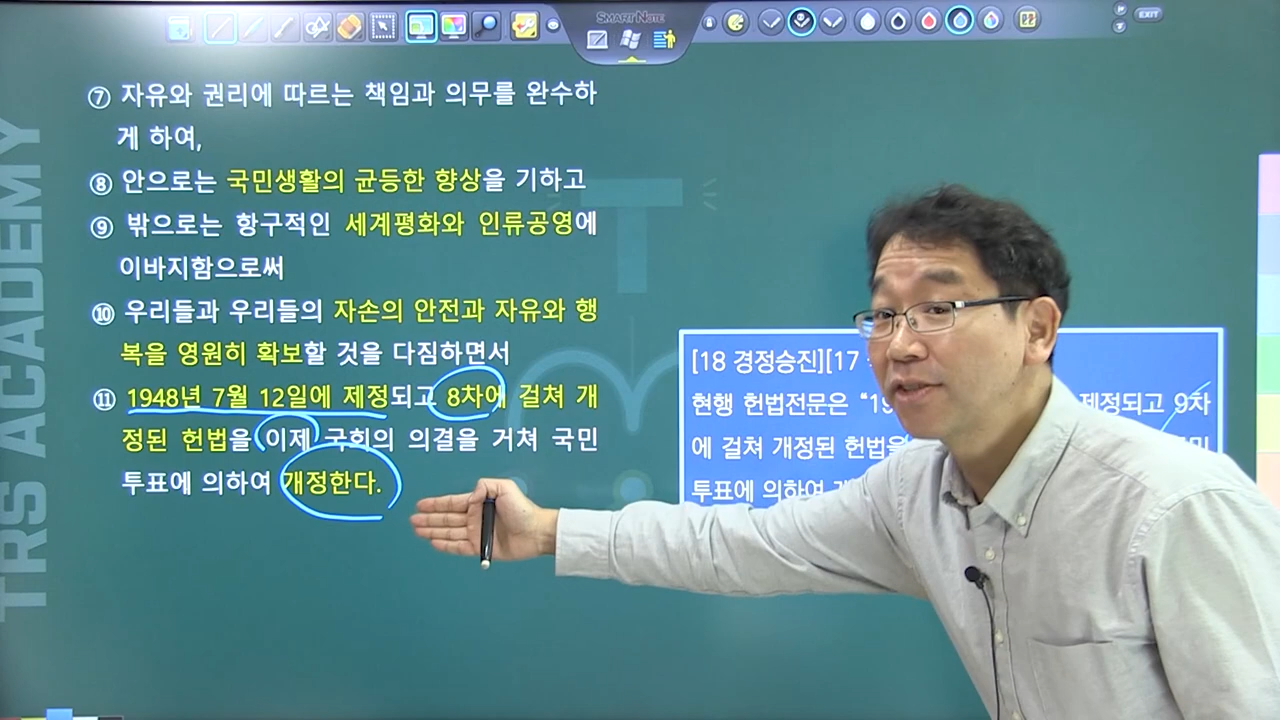 SMART NOTE
EXIT
TRS ACADEMY
⑦ 자유와 권리에 따르는 책임과 의무를 완수하
게 하여,
⑧ 안으로는 국민생활의 균등한 향상을 기하고
⑨ 밖으로는 항구적인 세계평화와 인류공영에
이바지함으로써
⑩ 우리들과 우리들의 자손의 안전과 자유와 행
복을 영원히 확보할 것을 다짐하면서
⑪ 1948년 7월 12일에 제정되고 8차에 걸쳐 개
정된 헌법을 이제 국회의 의결을 거쳐 국민
투표에 의하여 개정한다.
[18 경정승진][17
현행 헌법전문은 “19 제정되고 9차
에 걸쳐 개정된 헌법을
투표에 의하여